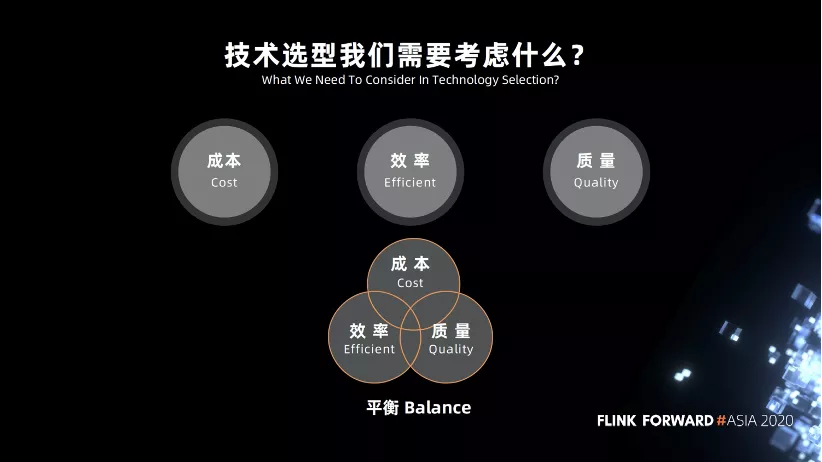 技术选型我们需要考虑什么?
What We Need To Consider In Technology Selection?
成本
Cost
效率
Efficient
质量
Quality
成本
Cost
效率
Efficient
质量
Quality
平衡 Balance
FLINK FORWARD #ASIA 2020